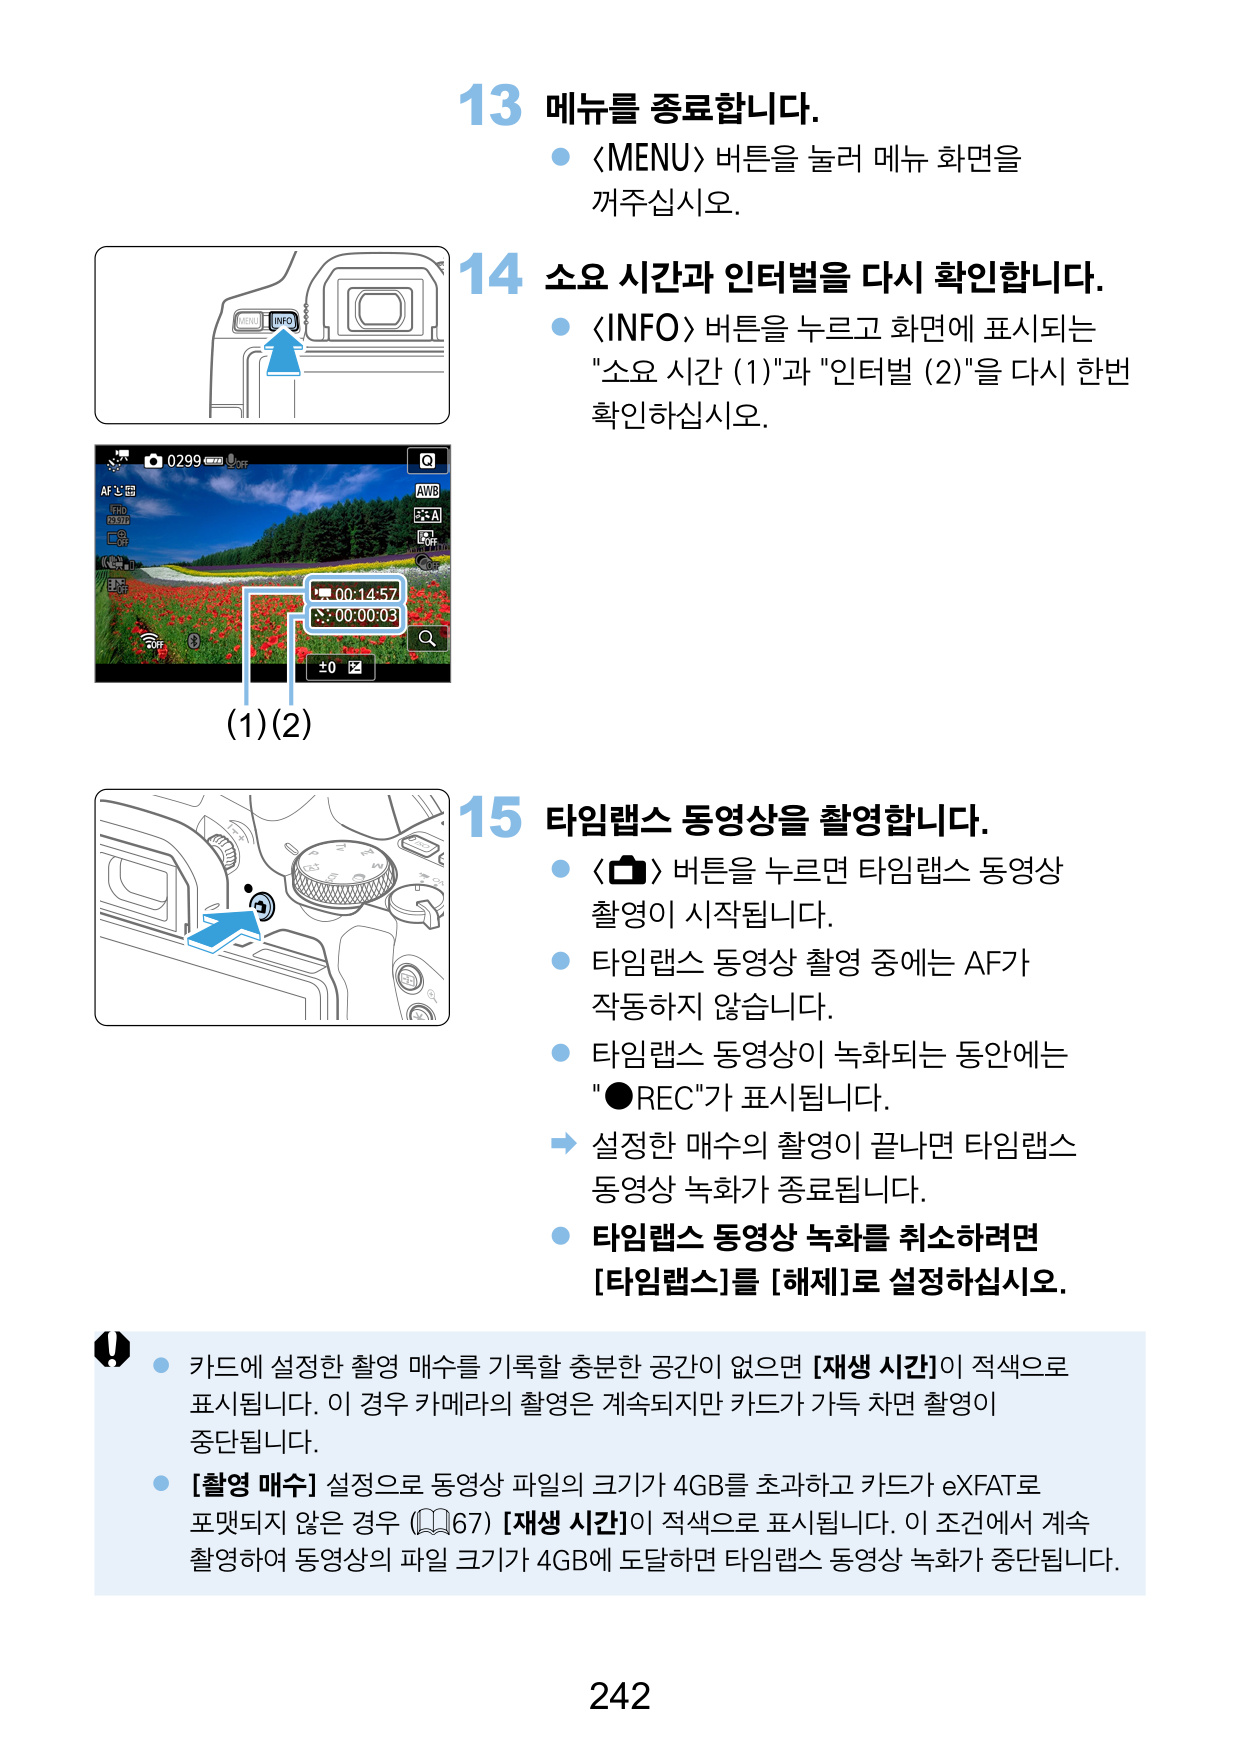 13 메뉴를 종료합니다.
● <MENU> 버튼을 눌러 메뉴 화면을
꺼주십시오.
14 소요 시간과 인터벌을 다시 확인합니다.
● <INFO> 버튼을 누르고 화면에 표시되는
"소요 시간 (1)"과 "인터벌 (2)"을 다시 한번
확인하십시오.
MENU INFO
0299 OFF Q
AF AWB
FHD A
29.97P OFF
OFF
OFF
OFF
00:14:57
00:00:03
OFF
±0
(1) (2)
15 타임랩스 동영상을 촬영합니다.
● < > 버튼을 누르면 타임랩스 동영상
촬영이 시작됩니다.
● 타임랩스 동영상 촬영 중에는 AF가
작동하지 않습니다.
● 타임랩스 동영상이 녹화되는 동안에는
"●REC"가 표시됩니다.
➡ 설정한 매수의 촬영이 끝나면 타임랩스
동영상 녹화가 종료됩니다.
● 타임랩스 동영상 녹화를 취소하려면
[타임랩스]를 [해제]로 설정하십시오.
● 카드에 설정한 촬영 매수를 기록할 충분한 공간이 없으면 [재생 시간]이 적색으로
표시됩니다. 이 경우 카메라의 촬영은 계속되지만 카드가 가득 차면 촬영이
중단됩니다.
● [촬영 매수] 설정으로 동영상 파일의 크기가 4GB를 초과하고 카드가 eXFAT로
포맷되지 않은 경우 (67) [재생 시간]이 적색으로 표시됩니다. 이 조건에서 계속
촬영하여 동영상의 파일 크기가 4GB에 도달하면 타임랩스 동영상 녹화가 중단됩니다.
242